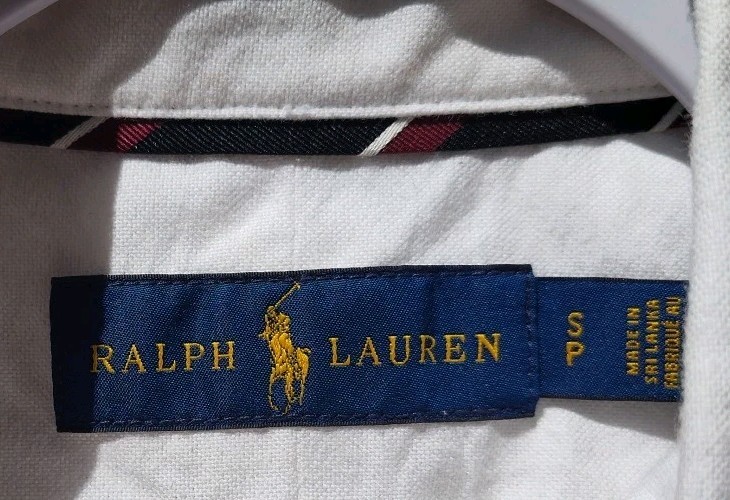 RALPH LAUREN
S
P
MADE IN
SRI LANKA
FABRIQUÉ AU